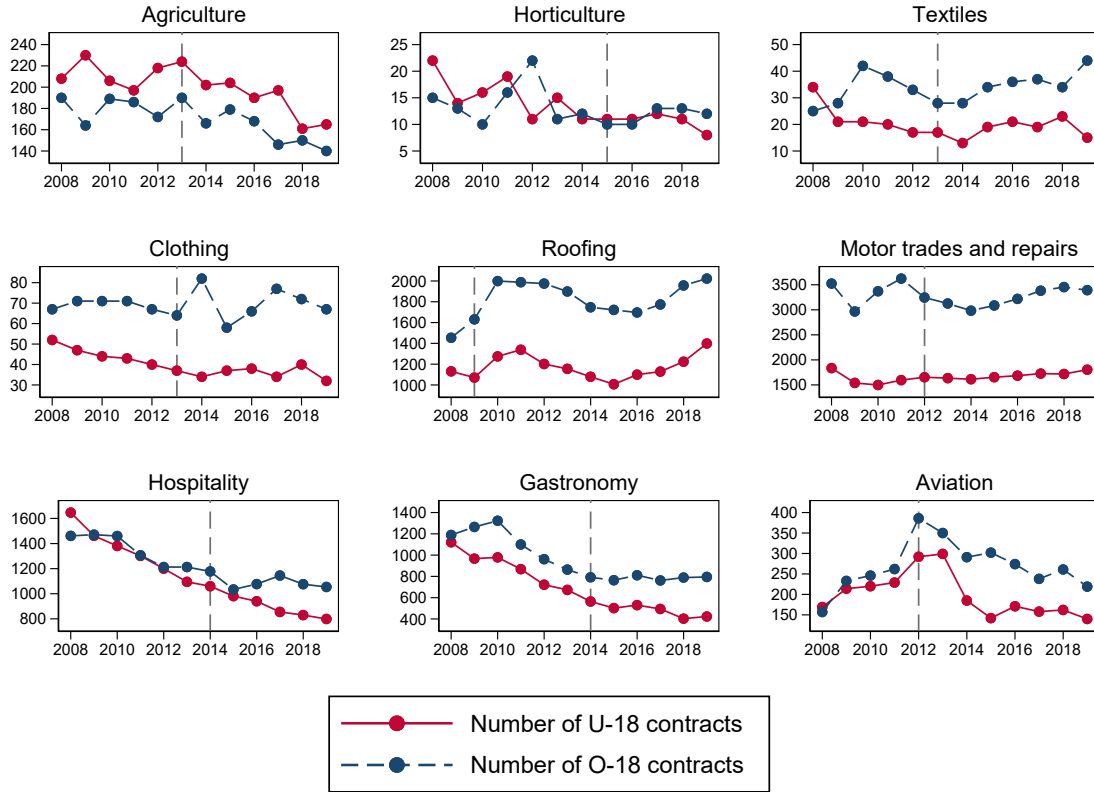 Agriculture
240
220
200
180
160
140
2008 2010 2012 2014 2016 2018
Horticulture
25
20
15
10
5
2008 2010 2012 2014 2016 2018
Textiles
50
40
30
20
10
2008 2010 2012 2014 2016 2018
Clothing
80
70
60
50
40
30
2008 2010 2012 2014 2016 2018
Roofing
2000
1800
1600
1400
1200
1000
2008 2010 2012 2014 2016 2018
Motor trades and repairs
3500
3000
2500
2000
1500
2008 2010 2012 2014 2016 2018
Hospitality
1600
1400
1200
1000
800
2008 2010 2012 2014 2016 2018
Gastronomy
1400
1200
1000
800
600
400
2008 2010 2012 2014 2016 2018
Aviation
400
350
300
250
200
150
2008 2010 2012 2014 2016 2018
Number of U-18 contracts
Number of O-18 contracts